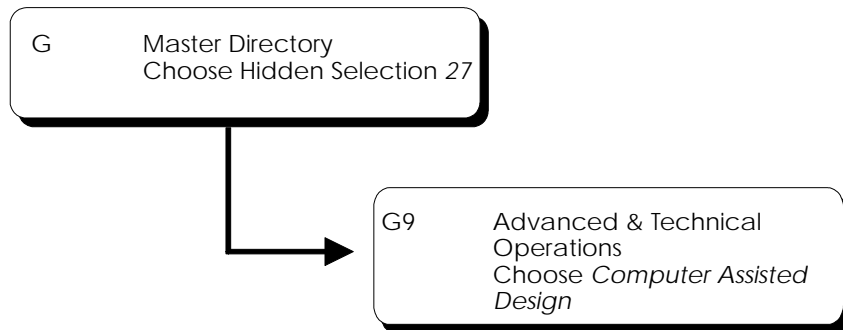 G Master Directory
Choose Hidden Selection 27
G9 Advanced & Technical
Operations
Choose Computer Assisted
Design